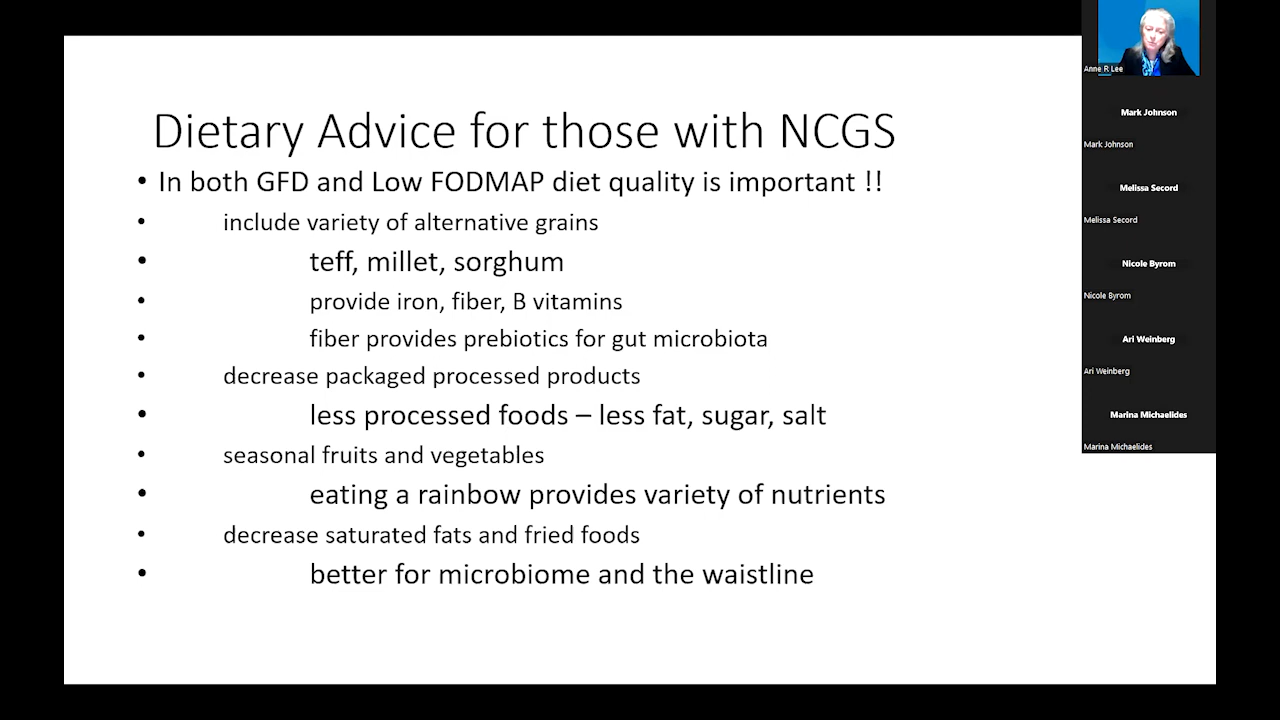 Dietary Advice for those with NCGS
• In both GFD and Low FODMAP diet quality is important !!
• include variety of alternative grains
• teff, millet, sorghum
• provide iron, fiber, B vitamins
• fiber provides prebiotics for gut microbiota
• decrease packaged processed products
• less processed foods – less fat, sugar, salt
• seasonal fruits and vegetables
• eating a rainbow provides variety of nutrients
• decrease saturated fats and fried foods
• better for microbiome and the waistline
Anne R Lee
Mark Johnson
Mark Johnson
Melissa Secord
Melissa Secord
Nicole Byrom
Nicole Byrom
Ari Weinberg
Ari Weinberg
Marina Michaelides
Marina Michaelides